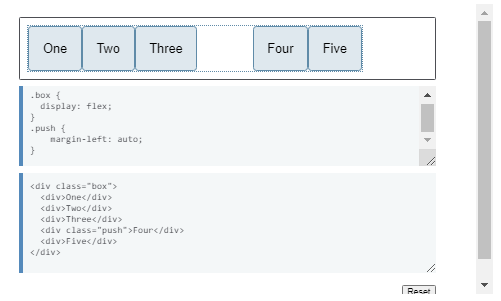 One Two Three Four Five
.box {
  display: flex;
}
.push {
    margin-left: auto;
}
<div class="box">
  <div>One</div>
  <div>Two</div>
  <div>Three</div>
  <div class="push">Four</div>
  <div>Five</div>
</div>
Reset